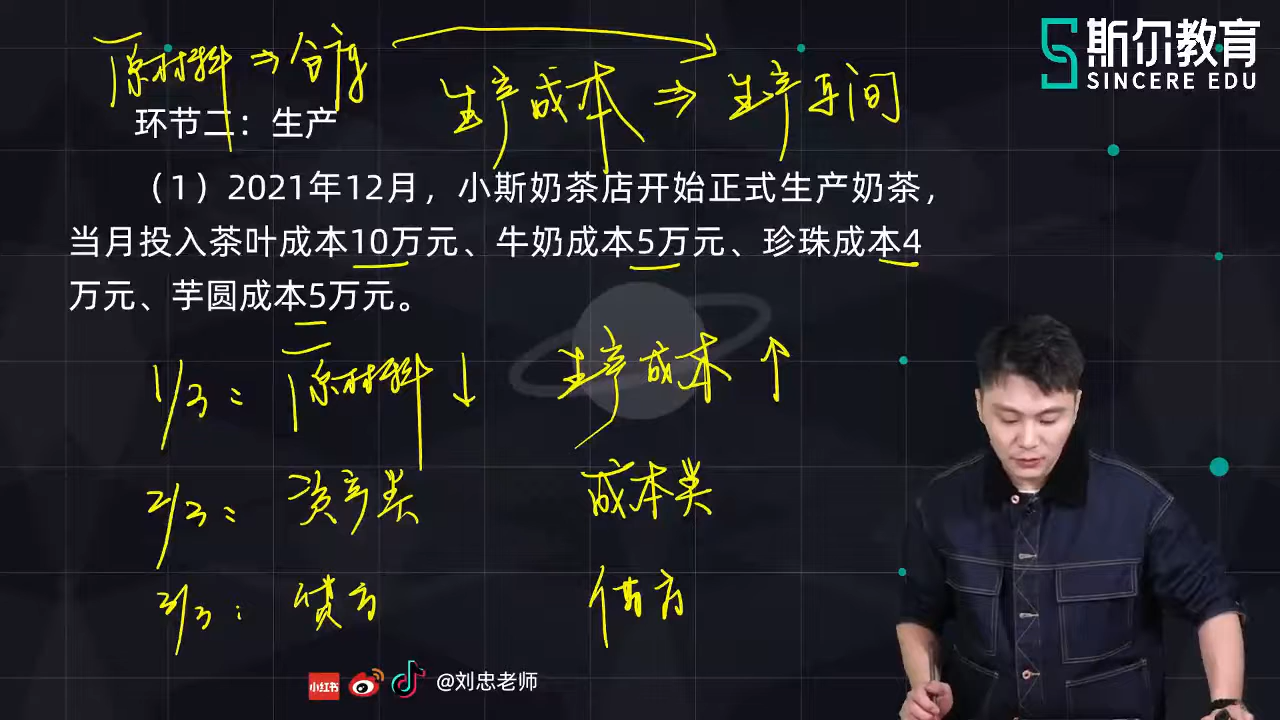 斯尔教育
SINCERE EDU
原材料 ⇒ 仓库
生产成本 ⇒ 生产车间
环节二：生产
（1）2021年12月，小斯奶茶店开始正式生产奶茶，
当月投入茶叶成本10万元、牛奶成本5万元、珍珠成本4
万元、芋圆成本5万元。
1/3：原材料↓ 生产成本↑
2/3：资产类 成本类
3/3：贷方 借方
小红书 @刘忠老师